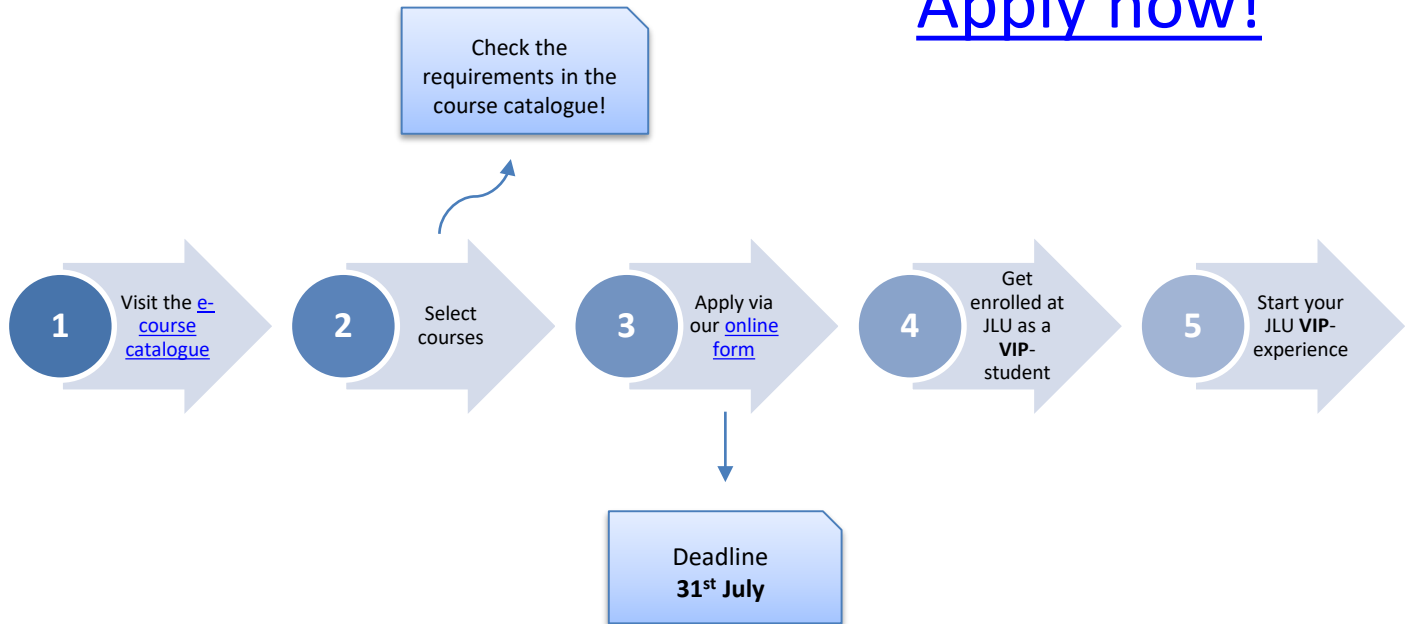 Apply now!
Check the
requirements in the
course catalogue!
1
Visit the e-
course
catalogue
2
Select
courses
3
Apply via
our online
form
4
Get
enrolled at
JLU as a
VIP-
student
5
Start your
JLU VIP-
experience
Deadline
31st July